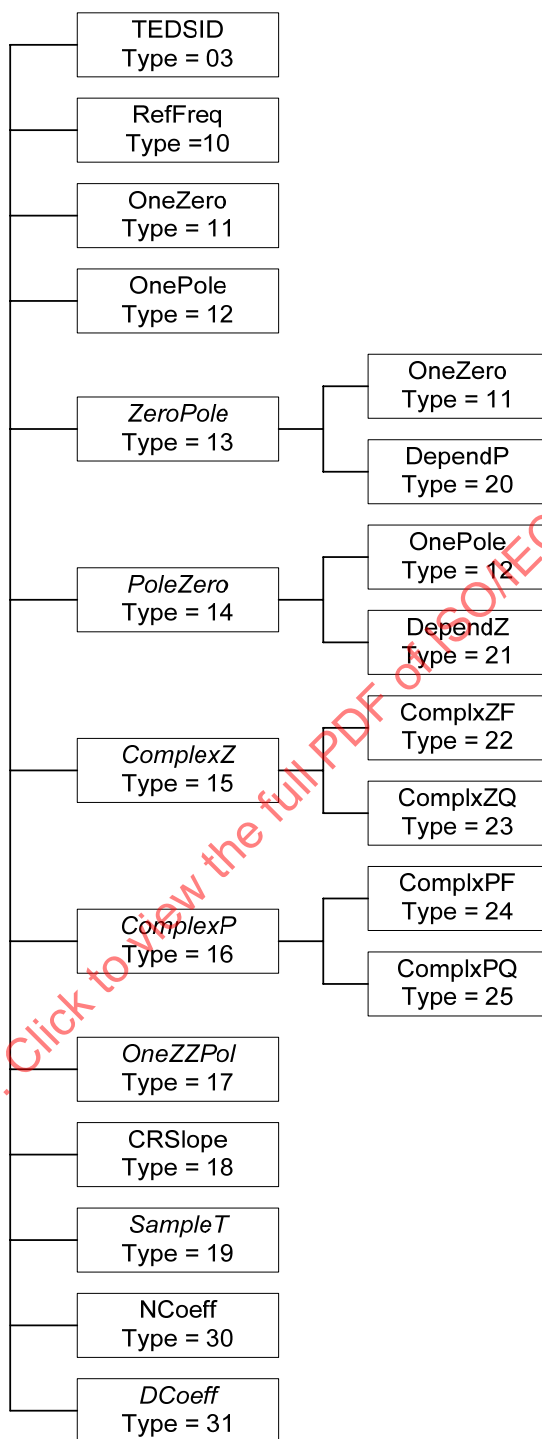 TEDSID
Type = 03
RefFreq
Type =10
OneZero
Type = 11
OnePole
Type = 12
ZeroPole
Type = 13
OneZero
Type = 11
DependP
Type = 20
PoleZero
Type = 14
OnePole
Type = 12
DependZ
Type = 21
ComplexZ
Type = 15
ComplxZF
Type = 22
ComplxZQ
Type = 23
ComplexP
Type = 16
ComplxPF
Type = 24
ComplxPQ
Type = 25
OneZZPol
Type = 17
CRSlope
Type = 18
SampleT
Type = 19
NCoeff
Type = 30
DCoeff
Type = 31
. Click to view the full PDF of ISO/IEC